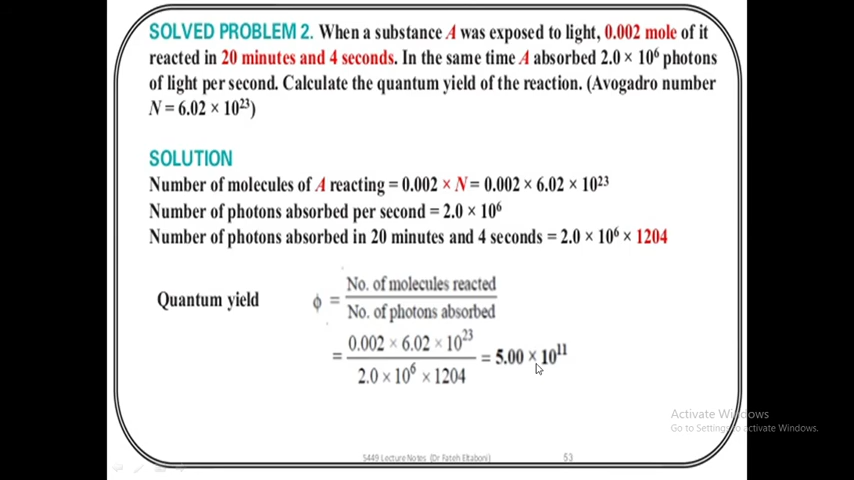 SOLVED PROBLEM 2. When a substance A was exposed to light, 0.002 mole of it
reacted in 20 minutes and 4 seconds. In the same time A absorbed 2.0 × 10⁶ photons
of light per second. Calculate the quantum yield of the reaction. (Avogadro number
N = 6.02 × 10²³)
SOLUTION
Number of molecules of A reacting = 0.002 × N = 0.002 × 6.02 × 10²³
Number of photons absorbed per second = 2.0 × 10⁶
Number of photons absorbed in 20 minutes and 4 seconds = 2.0 × 10⁶ × 1204
Quantum yield ϕ = No. of molecules reacted
No. of photons absorbed
= 0.002 × 6.02 × 10²³
2.0 × 10⁶ × 1204
= 5.00 × 10¹¹
Activate Windows
Go to Settings to activate Windows.
S449 Lecture Notes (Dr Fateh Eltaboni) 53